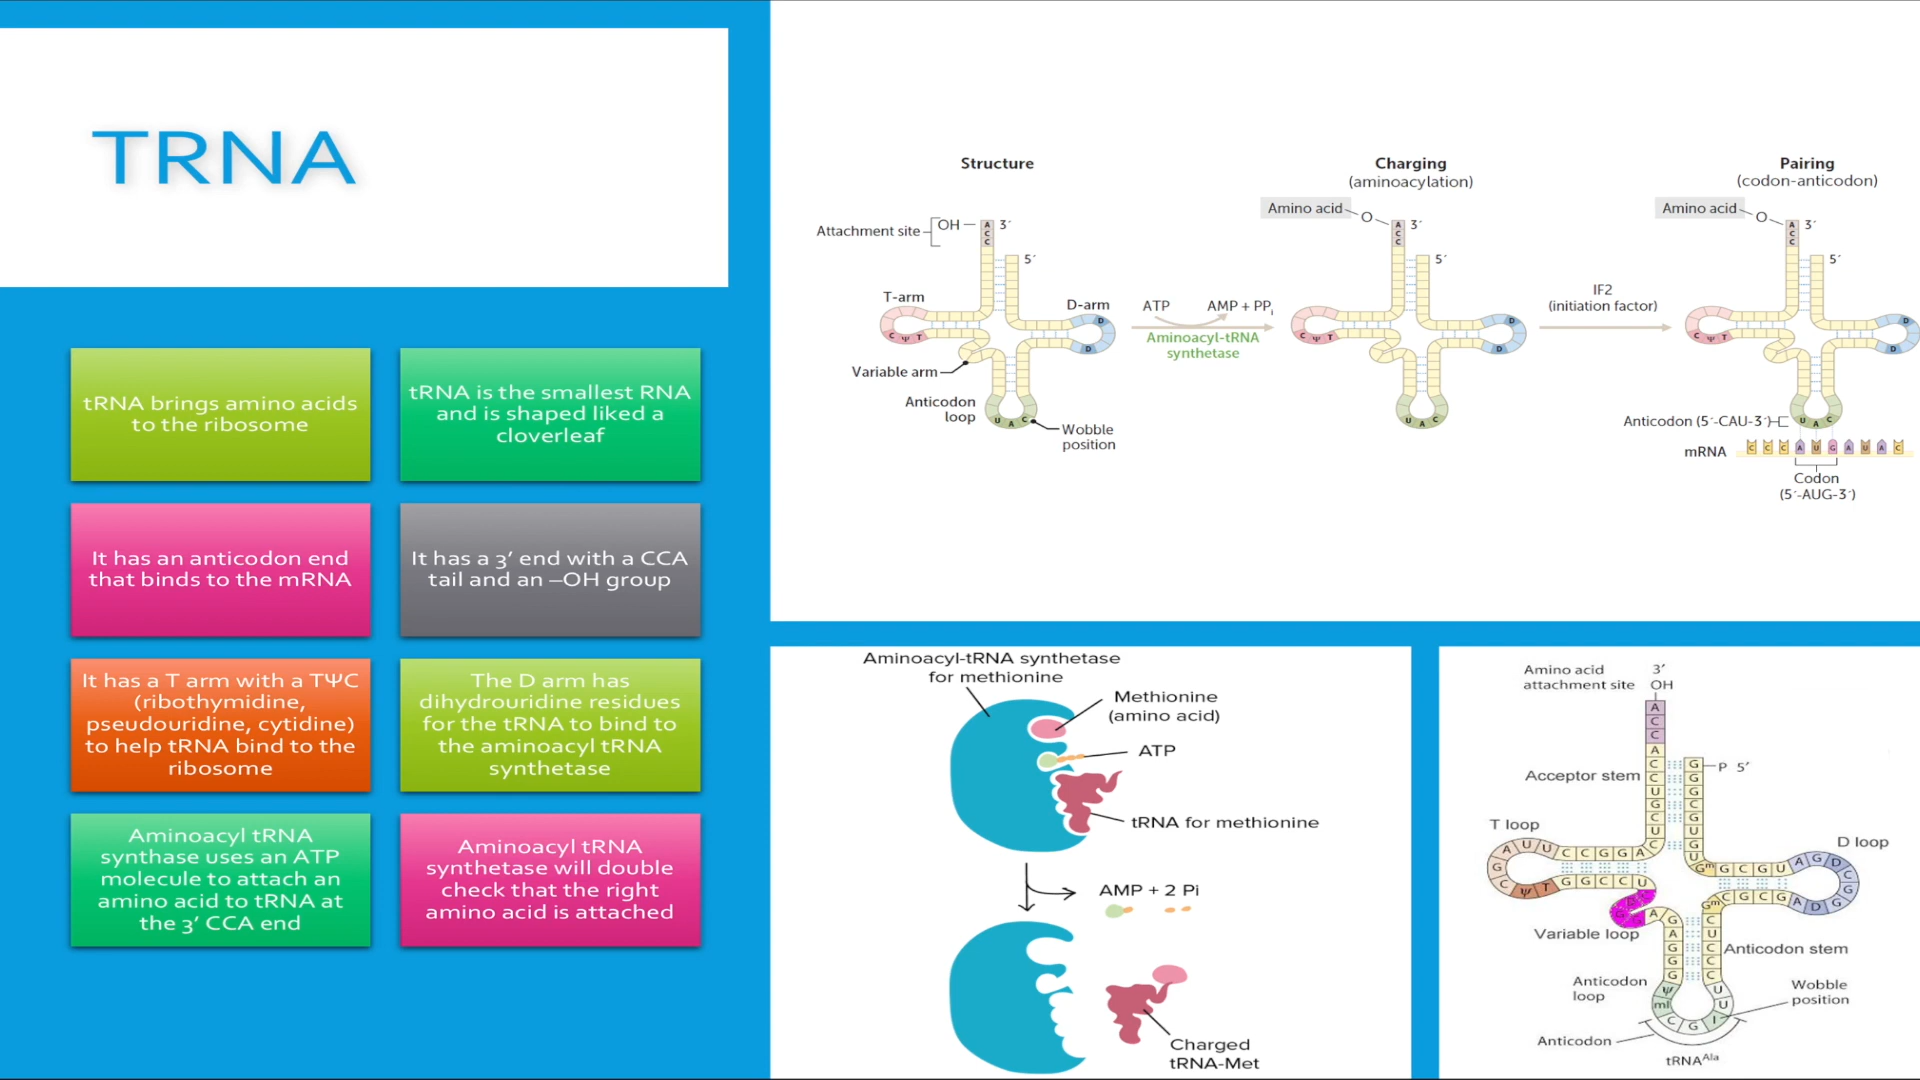 TRNA
tRNA brings amino acids
to the ribosome
tRNA is the smallest RNA
and is shaped liked a
cloverleaf
It has an anticodon end
that binds to the mRNA
It has a 3’ end with a CCA
tail and an –OH group
It has a T arm with a TΨC
(ribothymidine,
pseudouridine, cytidine)
to help tRNA bind to the
ribosome
The D arm has
dihydrouridine residues
for the tRNA to bind to
the aminoacyl tRNA
synthetase
Aminoacyl tRNA
synthase uses an ATP
molecule to attach an
amino acid to tRNA at
the 3’ CCA end
Aminoacyl tRNA
synthetase will double
check that the right
amino acid is attached
Structure
Attachment site
OH
A
C
C
3´
5´
T-arm
D-arm
C Ψ T
D
D
Variable arm
Anticodon
loop
U A C
Wobble
position
ATP
AMP + PPi
Aminoacyl-tRNA
synthetase
Charging
(aminoacylation)
Amino acid
O
A
C
C
3´
5´
C Ψ T
D
D
U A C
IF2
(initiation factor)
Pairing
(codon-anticodon)
Amino acid
O
A
C
C
3´
5´
C Ψ T
D
D
U A C
Anticodon (5´-CAU-3´)
mRNA
C C C A U G A U A C
Codon
(5´-AUG-3´)
Aminoacyl-tRNA synthetase
for methionine
Methionine
(amino acid)
ATP
tRNA for methionine
AMP + 2 Pi
Charged
tRNA-Met
Amino acid
attachment site
3’
OH
A
C
C
A
C
C
U
G
C
U
C
P 5’
G
G
G
C
G
U
G
U
Acceptor stem
T loop
D loop
G A U U C C G G A
C Ψ T G G C C U
Gm G C G U A G D C G
Gm C G C G A D G
Variable loop
Anticodon stem
A G
A
G
G
G
C
U
C
C
C
Anticodon
loop
Ψ
mI
C G I
U
U
Wobble
position
Anticodon
tRNAAla